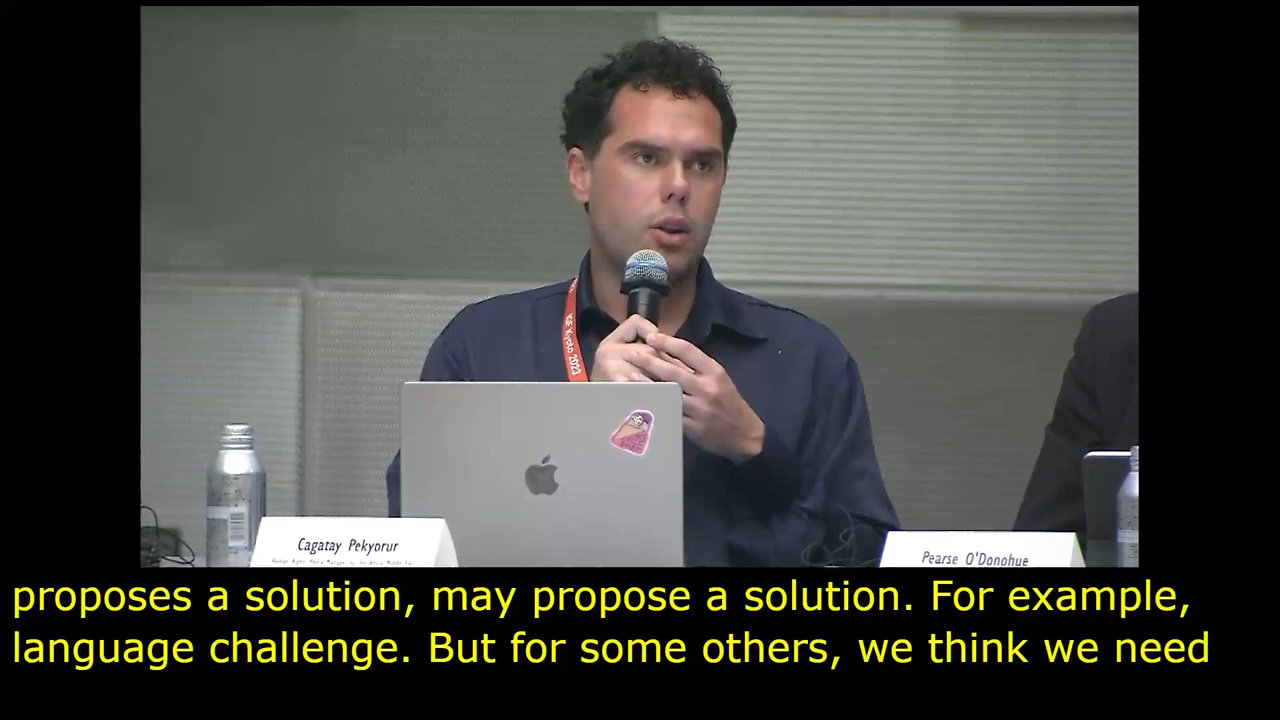 IGF Kyoto 2023
Cagatay Pekyorur
Pearse O'Donohue
proposes a solution, may propose a solution. For example,
language challenge. But for some others, we think we need